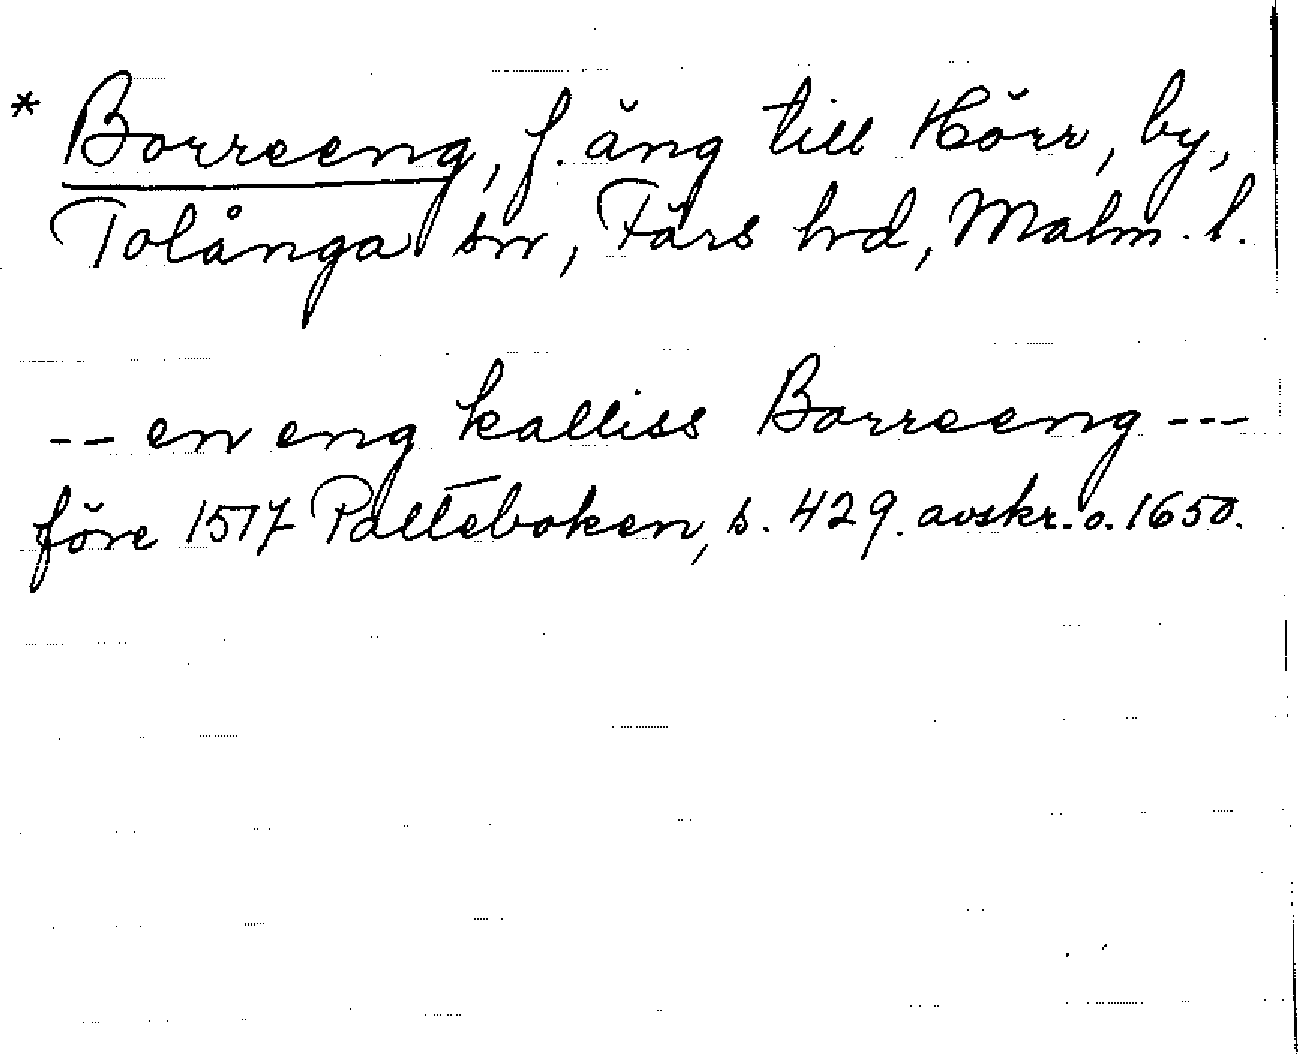 * Borreeng, f. äng till Hörr, by,
Tolånga sn, Färs hd, Malm. l.
-- en eng kalliss Borreeng ---
före 1517 Palteboken, s. 429. avskr. o. 1650.